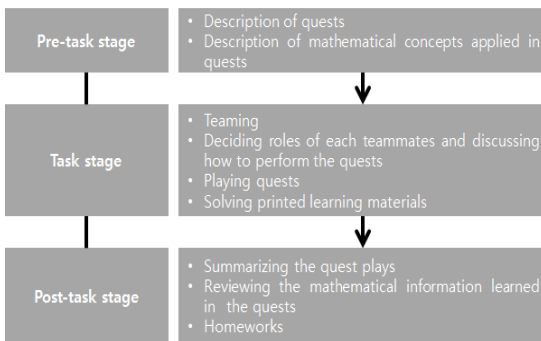 Pre-task stage
• Description of quests
• Description of mathematical concepts applied in
quests
Task stage
• Teaming
• Deciding roles of each teammates and discussing
how to perform the quests
• Playing quests
• Solving printed learning materials
Post-task stage
• Summarizing the quest plays
• Reviewing the mathematical information learned
in the quests
• Homeworks